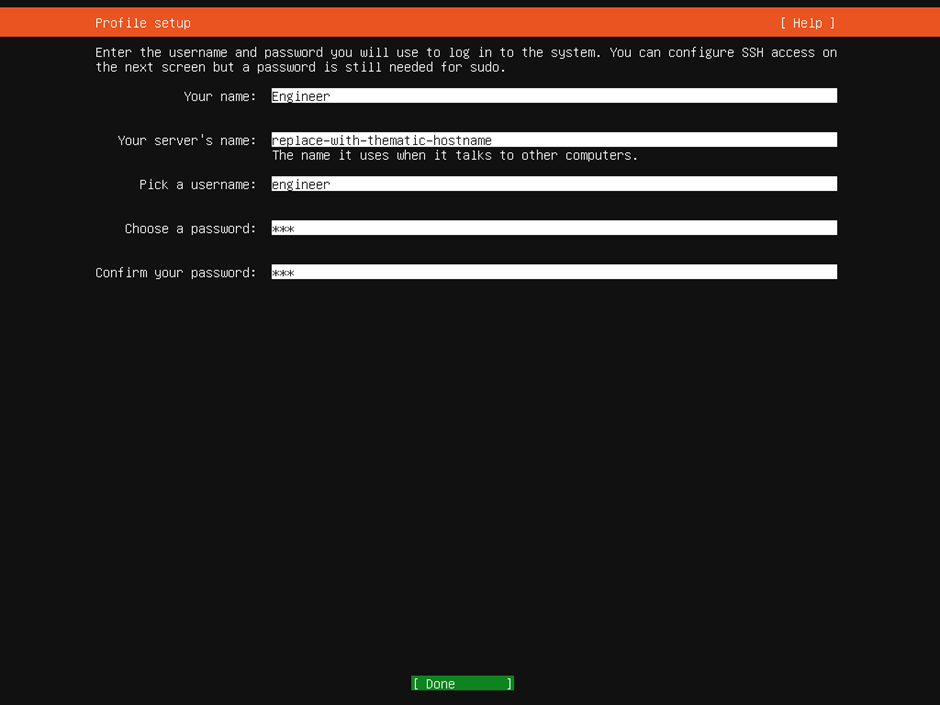 Profile setup [ Help ]
Enter the username and password you will use to log in to the system. You can configure SSH access on
the next screen but a password is still needed for sudo.
Your name: Engineer
Your server's name: replace-with-thematic-hostname
The name it uses when it talks to other computers.
Pick a username: engineer
Choose a password: ***
Confirm your password: ***
[ Done ]